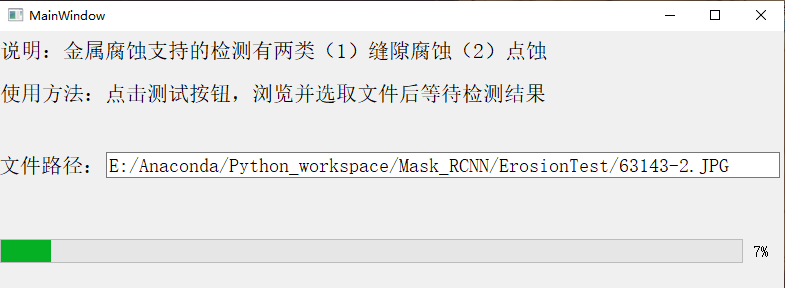 MainWindow
说明：金属腐蚀支持的检测有两类（1）缝隙腐蚀（2）点蚀
使用方法：点击测试按钮，浏览并选取文件后等待检测结果
文件路径：E:/Anaconda/Python_workspace/Mask_RCNN/ErosionTest/63143-2.JPG
7%